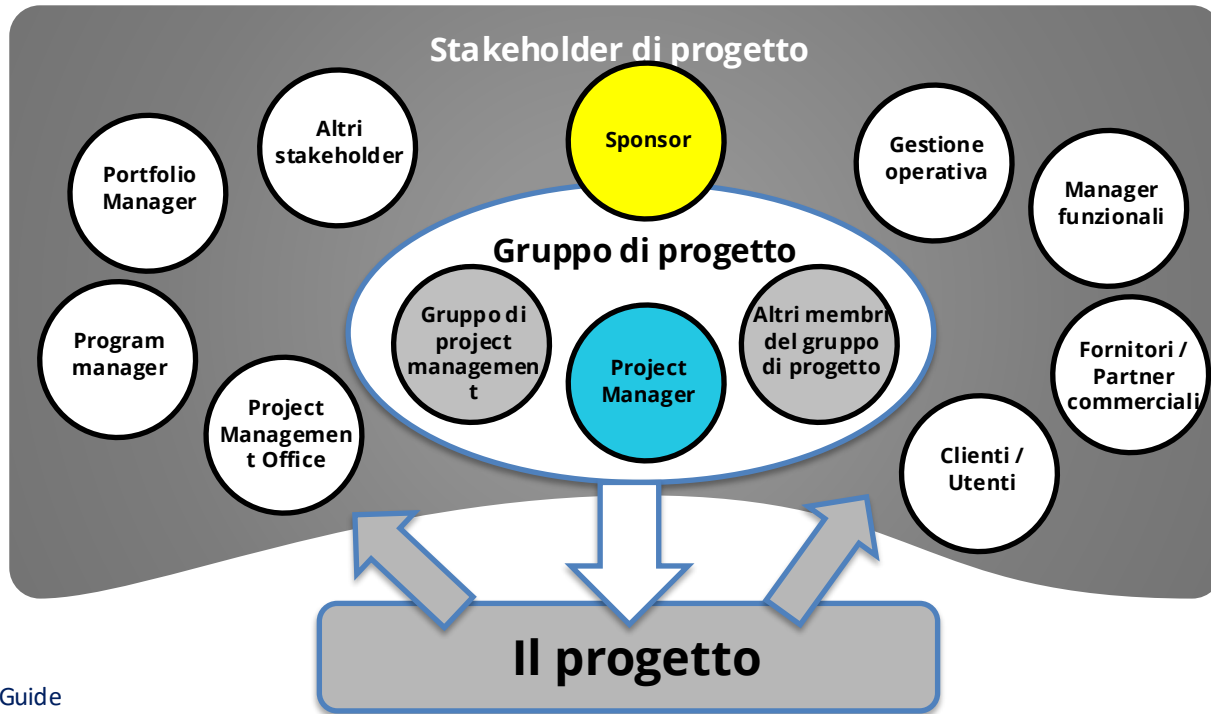 Stakeholder di progetto
Altri
stakeholder
Sponsor
Gestione
operativa
Portfolio
Manager
Manager
funzionali
Gruppo di progetto
Gruppo di
project
managemen
t
Altri membri
del gruppo
di progetto
Project
Manager
Program
manager
Fornitori /
Partner
commerciali
Project
Managemen
t Office
Clienti /
Utenti
Il progetto
Guide